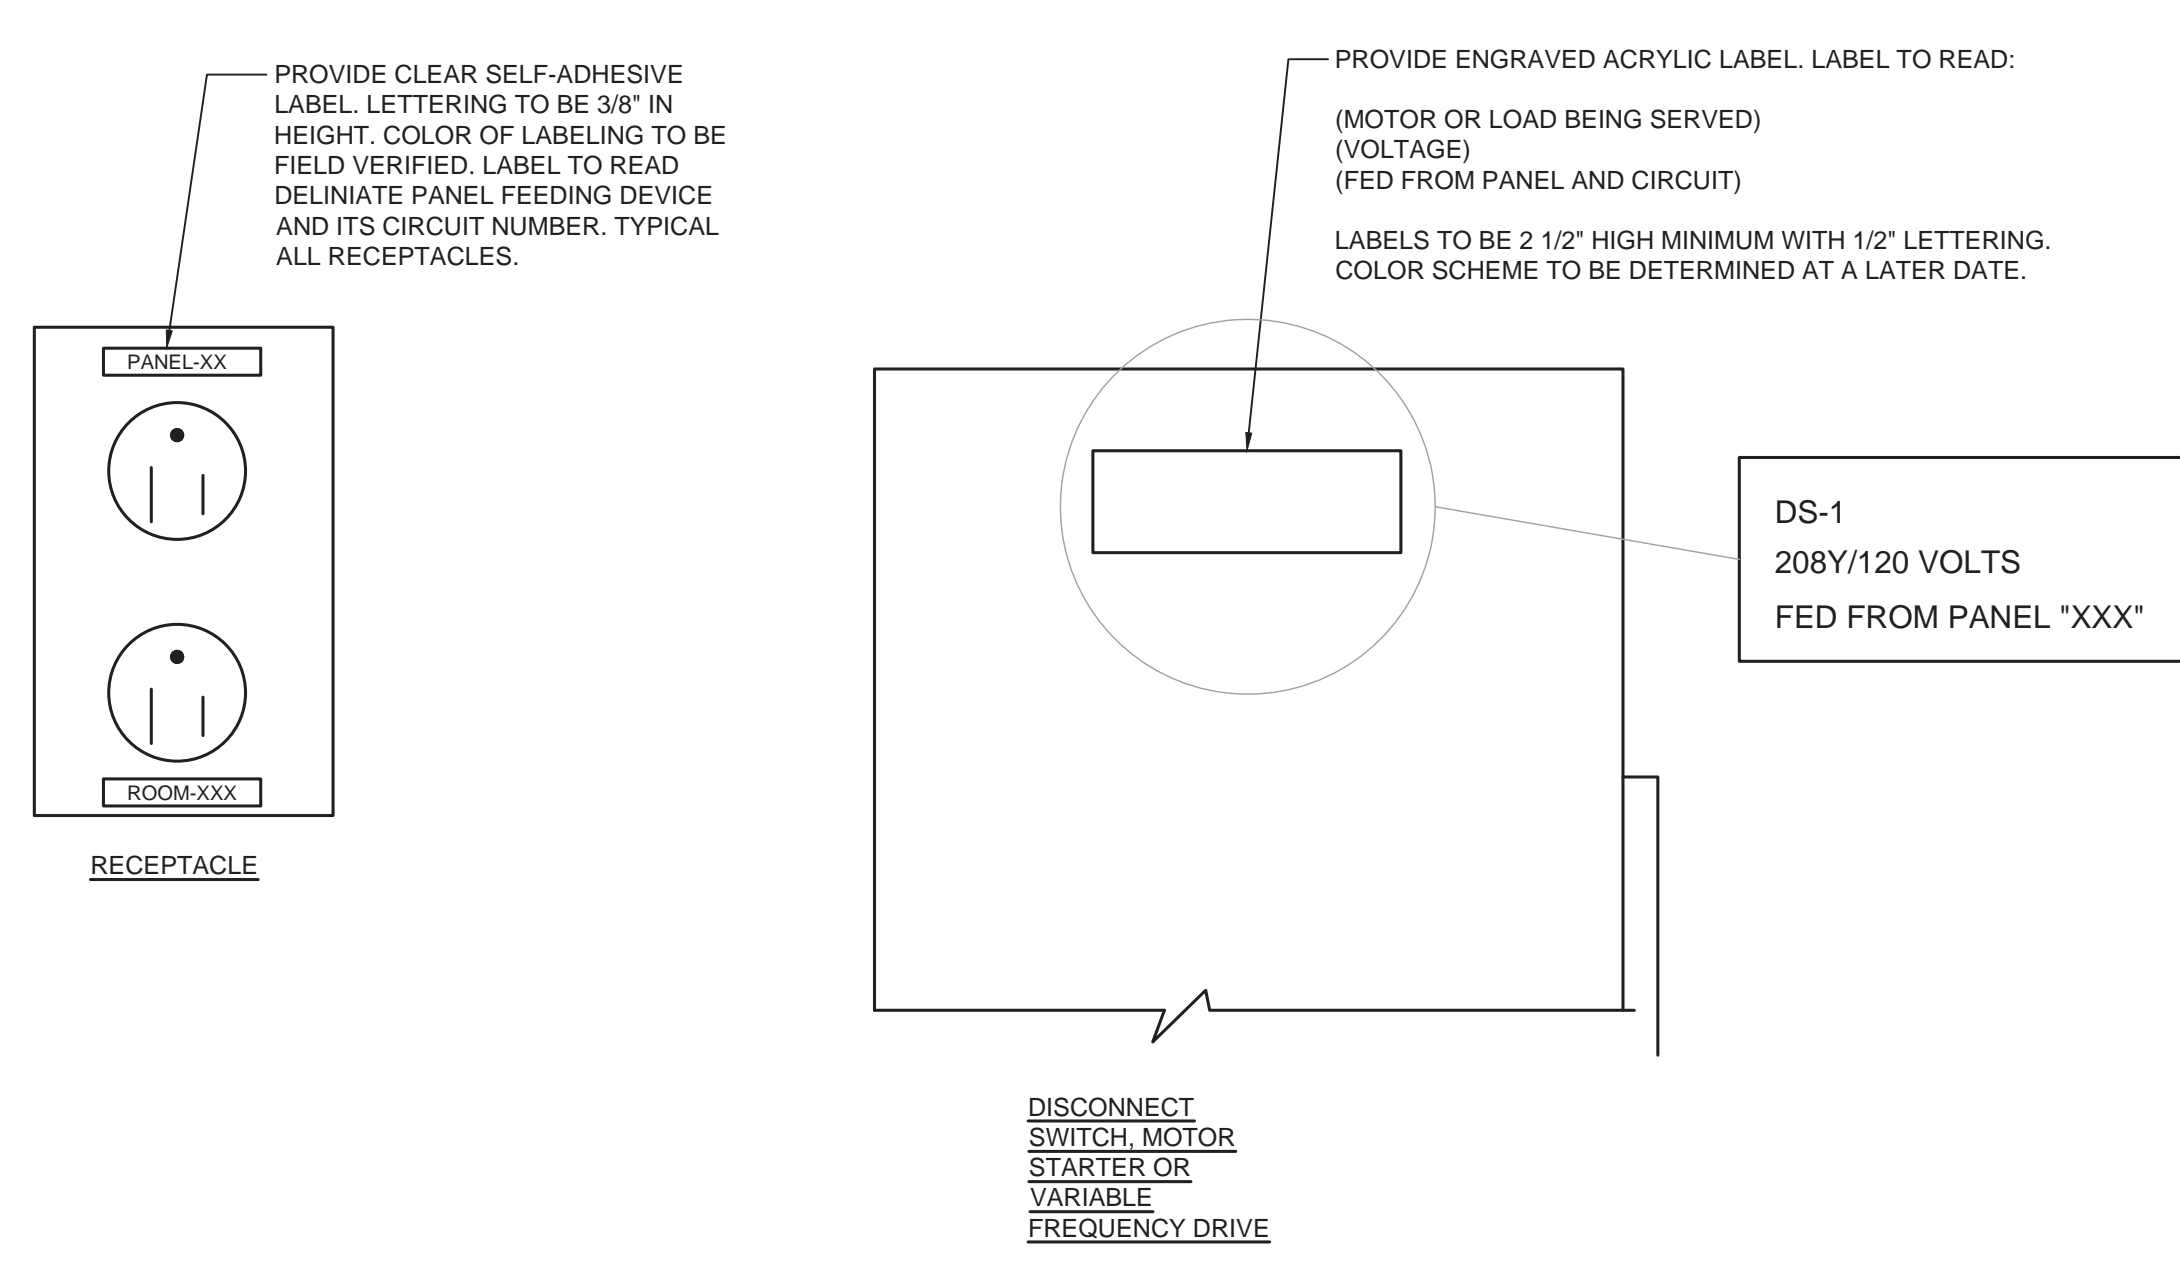 PROVIDE CLEAR SELF-ADHESIVE
LABEL. LETTERING TO BE 3/8" IN
HEIGHT. COLOR OF LABELING TO BE
FIELD VERIFIED. LABEL TO READ
DELINIATE PANEL FEEDING DEVICE
AND ITS CIRCUIT NUMBER. TYPICAL
ALL RECEPTACLES.
PANEL-XX
ROOM-XXX
RECEPTACLE
PROVIDE ENGRAVED ACRYLIC LABEL. LABEL TO READ:
(MOTOR OR LOAD BEING SERVED)
(VOLTAGE)
(FED FROM PANEL AND CIRCUIT)
LABELS TO BE 2 1/2" HIGH MINIMUM WITH 1/2" LETTERING.
COLOR SCHEME TO BE DETERMINED AT A LATER DATE.
DS-1
208Y/120 VOLTS
FED FROM PANEL "XXX"
DISCONNECT
SWITCH, MOTOR
STARTER OR
VARIABLE
FREQUENCY DRIVE